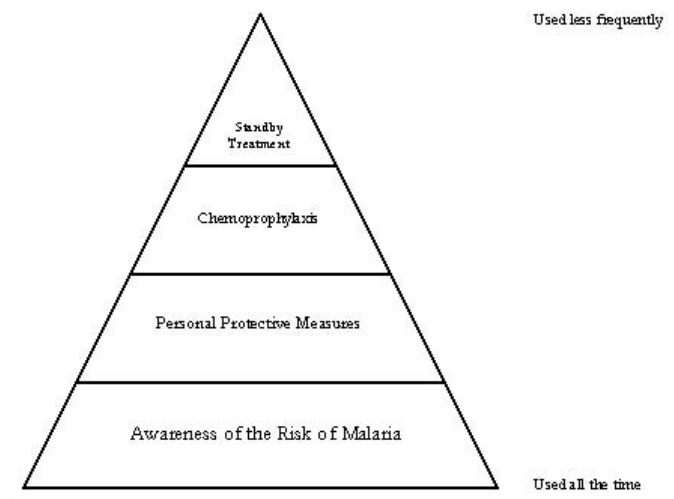 Used less frequently
Standby
Treatment
Chemoprophylaxis
Personal Protective Measures
Awareness of the Risk of Malaria
Used all the time